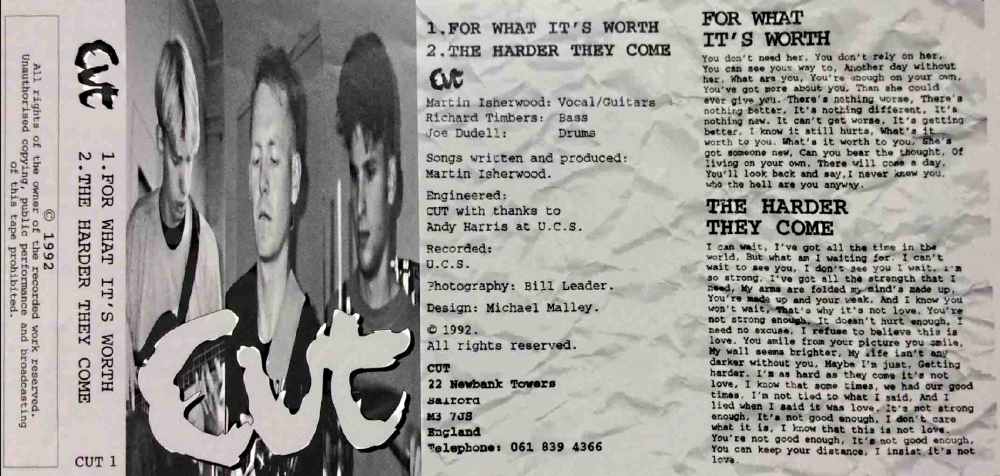 All rights of the owner of the recorded work reserved.
Unauthorised copying, public performance and broadcasting
of this tape prohibited.
© 1992
Cut
1.FOR WHAT IT'S WORTH
2.THE HARDER THEY COME
CUT 1
Cut
1.FOR WHAT IT'S WORTH
2.THE HARDER THEY COME
Cut
Martin Isherwood: Vocal/Guitars
Richard Timbers: Bass
Joe Dudell: Drums
Songs written and produced:
Martin Isherwood.
Engineered:
CUT with thanks to
Andy Harris at U.C.S.
Recorded:
U.C.S.
Photography: Bill Leader.
Design: Michael Malley.
© 1992.
All rights reserved.
CUT
22 Newbank Towers
Salford
M3 7JS
England
Telephone: 061 839 4366
FOR WHAT
IT'S WORTH
You don't need her, You don't rely on her,
You can see your way to, Another day without
her. What are you, You're enough on your own,
You've got more about you, Than she could
ever give you. There's nothing worse, There's
nothing better. It's nothing different, It's
nothing new. It can't get worse, It's getting
better, I know it still hurts, What's it
worth to you. What's it worth to you, She's
got someone new, Can you bear the thought, Of
living on your own. There will come a day,
You'll look back and say,I never knew you,
who the hell are you anyway.
THE HARDER
THEY COME
I can wait, I've got all the time in the
world, But what am I waiting for. I can't
wait to see you, I don't see you I wait. I'm
so strong, I've got all the strength that I
need, My arms are folded my mind's made up,
You're made up and your weak. And I know you
won't wait, That's why it's not love. You're
not strong enough, It doesn't hurt enough, I
need no excuse, I refuse to believe this is
love. You smile from your picture you smile,
My wall seems brighter, My life isn't any
darker without you, Maybe I'm just, Getting
harder. I'm as hard as they come it's not
love, I know that some times, we had our good
times, I'm not tied to what I said, And I
lied when I said it was love. It's not strong
enough, It's not good enough, I don't care
what it is, I know that this is not love.
You're not good enough, It's not good enough,
You can keep your distance, I insist it's not
love.